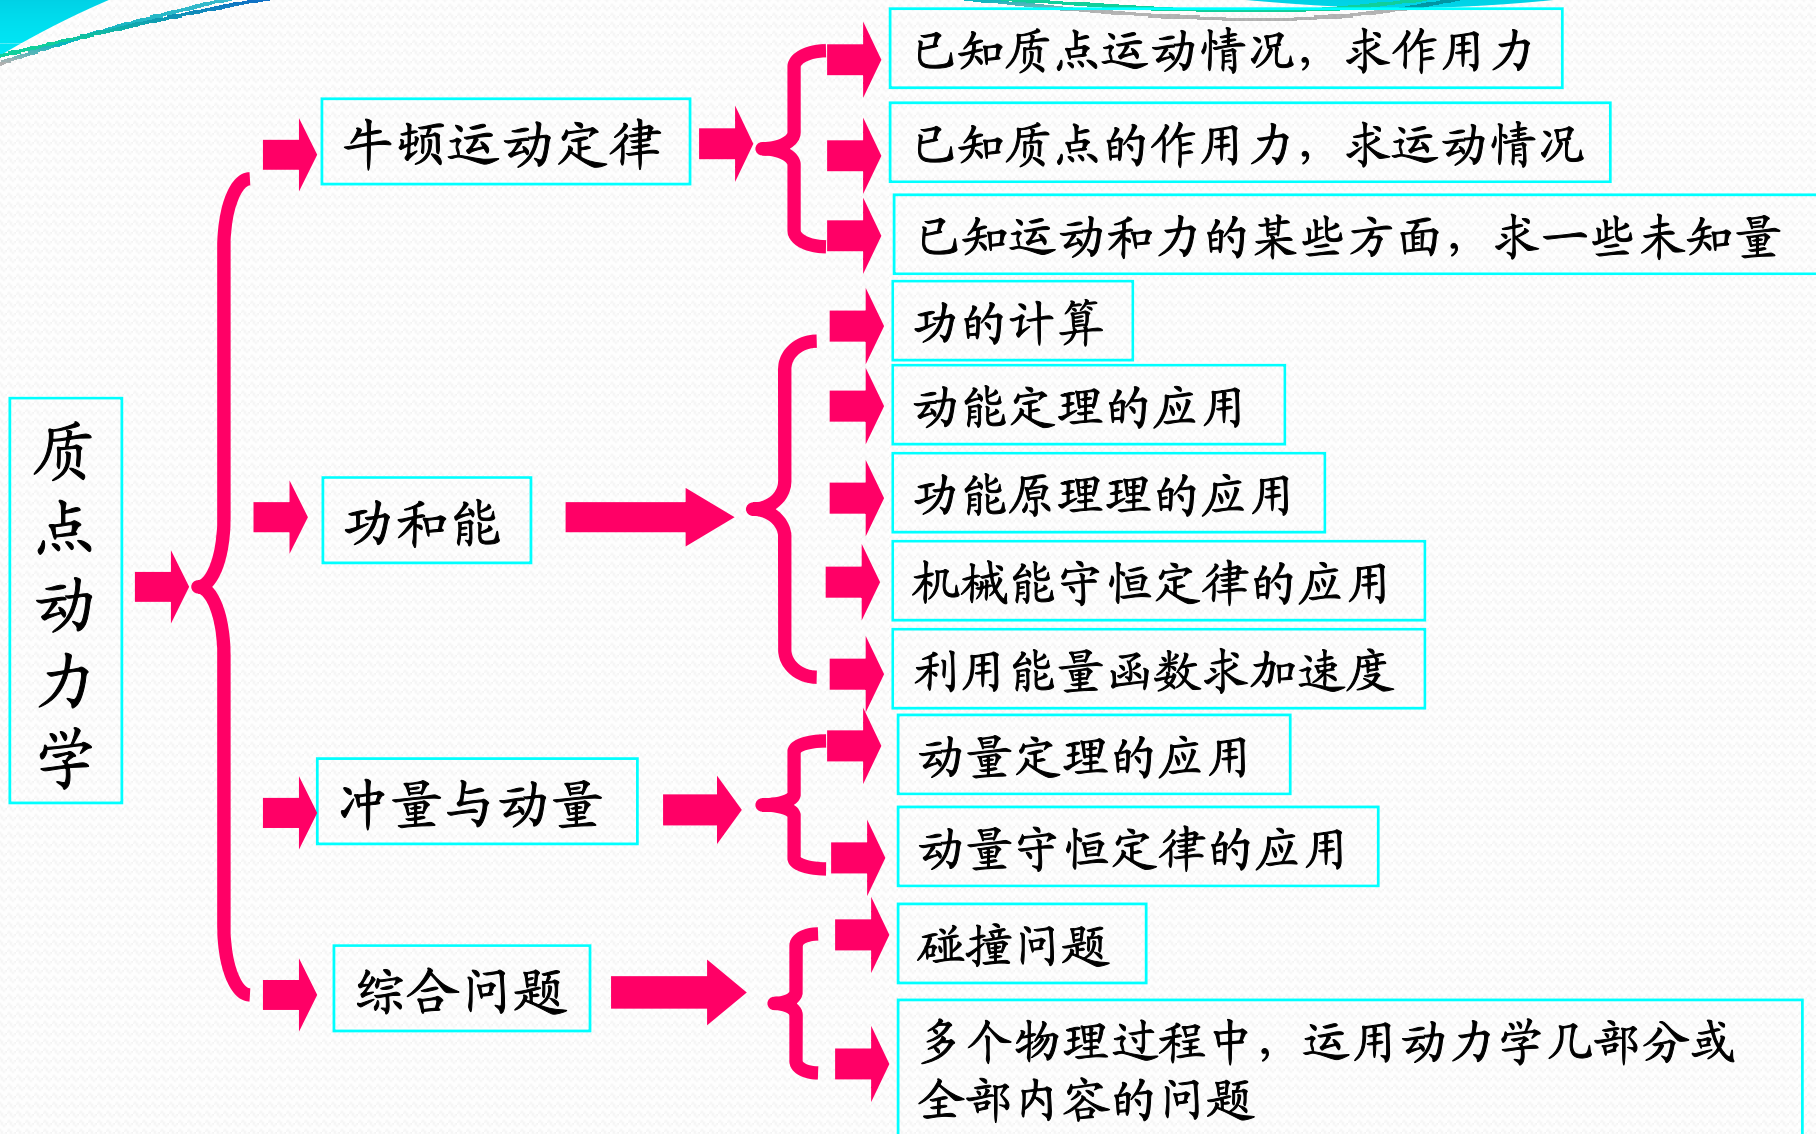 质点动力学
牛顿运动定律
已知质点运动情况，求作用力
已知质点的作用力，求运动情况
已知运动和力的某些方面，求一些未知量
功和能
功的计算
动能定理的应用
功能原理理的应用
机械能守恒定律的应用
利用能量函数求加速度
冲量与动量
动量定理的应用
动量守恒定律的应用
综合问题
碰撞问题
多个物理过程中，运用动力学几部分或
全部内容的问题